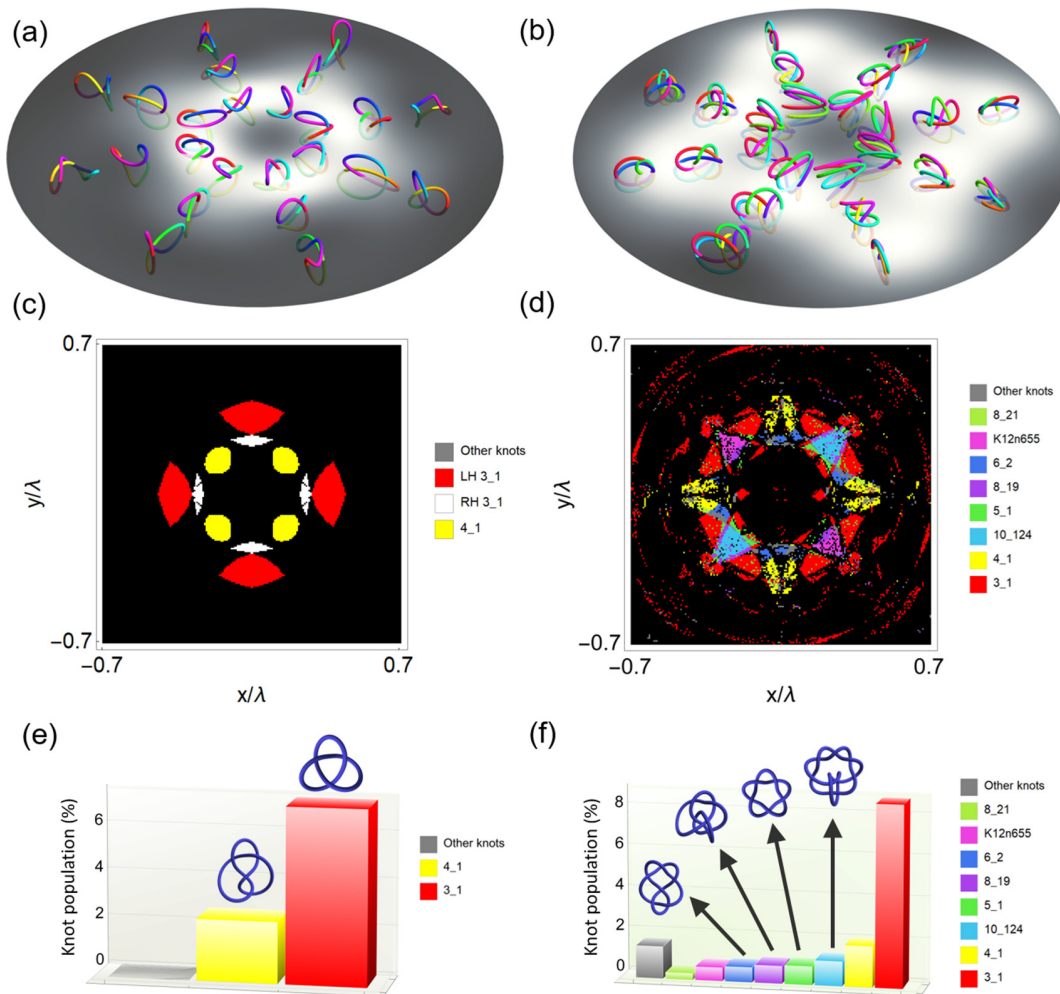 (a)
(b)
(c)
(d)
0.7
y/λ
−0.7
−0.7
0.7
x/λ
Other knots
LH 3_1
RH 3_1
4_1
0.7
y/λ
−0.7
−0.7
0.7
x/λ
Other knots
8_21
K12n655
6_2
8_19
5_1
10_124
4_1
3_1
(e)
Knot population (%)
6
4
2
0
Other knots
4_1
3_1
(f)
Knot population (%)
8
6
4
2
0
Other knots
8_21
K12n655
6_2
8_19
5_1
10_124
4_1
3_1